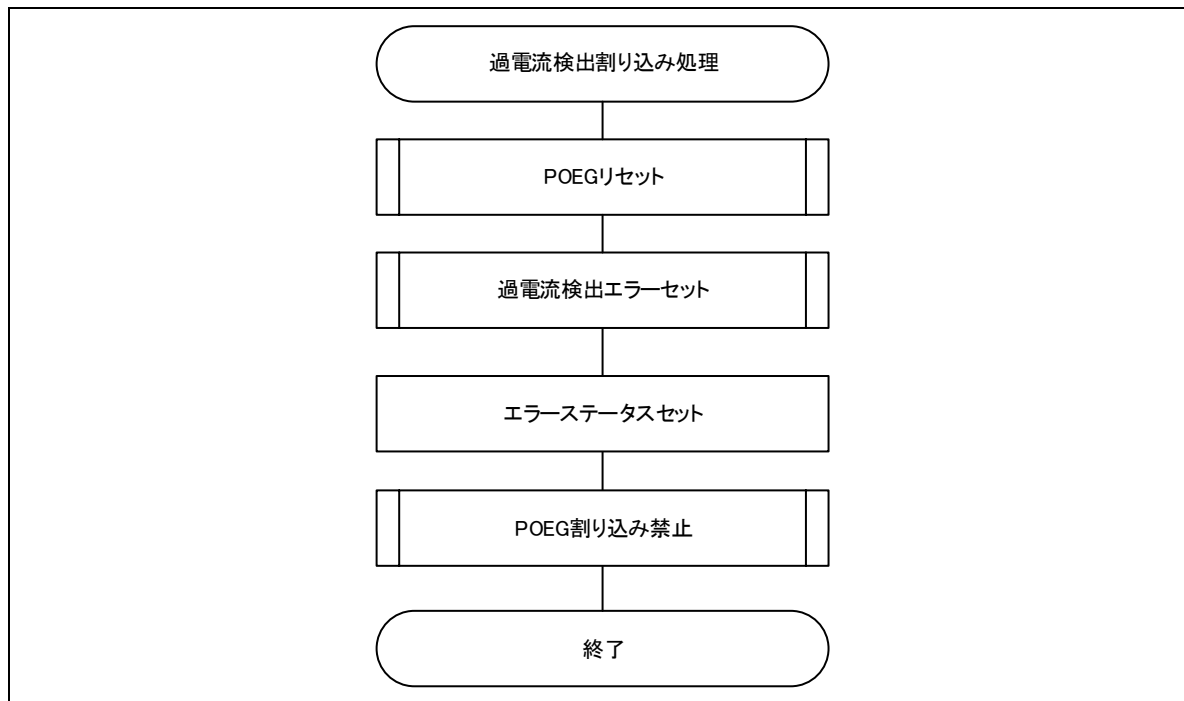 過電流検出割り込み処理
POEGリセット
過電流検出エラーセット
エラーステータスセット
POEG割り込み禁止
終了